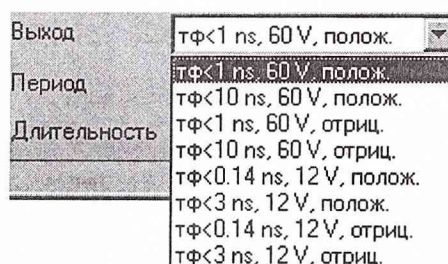 Выход
тф<1 ns, 60 V, полож.
тф<1 ns, 60 V, полож.
Период
тф<10 ns, 60 V, полож.
тф<1 ns, 60 V, отриц.
Длительность
тф<10 ns, 60 V, отриц.
тф<0.14 ns, 12 V, полож.
тф<3 ns, 12 V, полож.
тф<0.14 ns, 12 V, отриц.
тф<3 ns, 12 V, отриц.